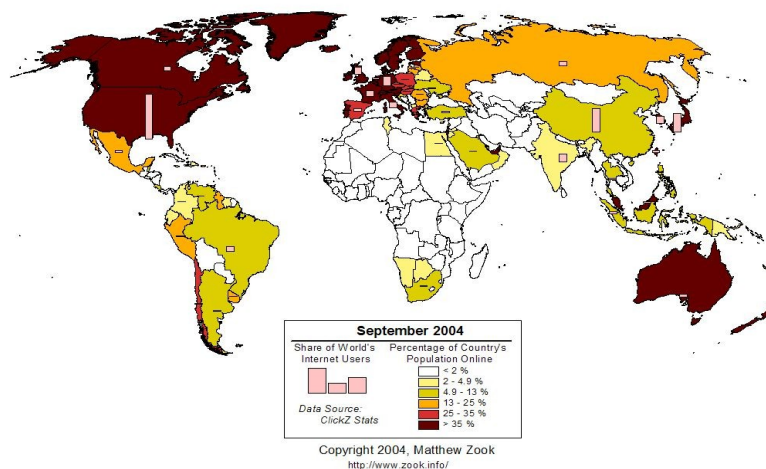 September 2004
Share of World's
Internet Users
Data Source:
ClickZ Stats
Percentage of Country's
Population Online
< 2 %
2 - 4.9 %
4.9 - 13 %
13 - 25 %
25 - 35 %
> 35 %
Copyright 2004, Matthew Zook
http://www.zook.info/